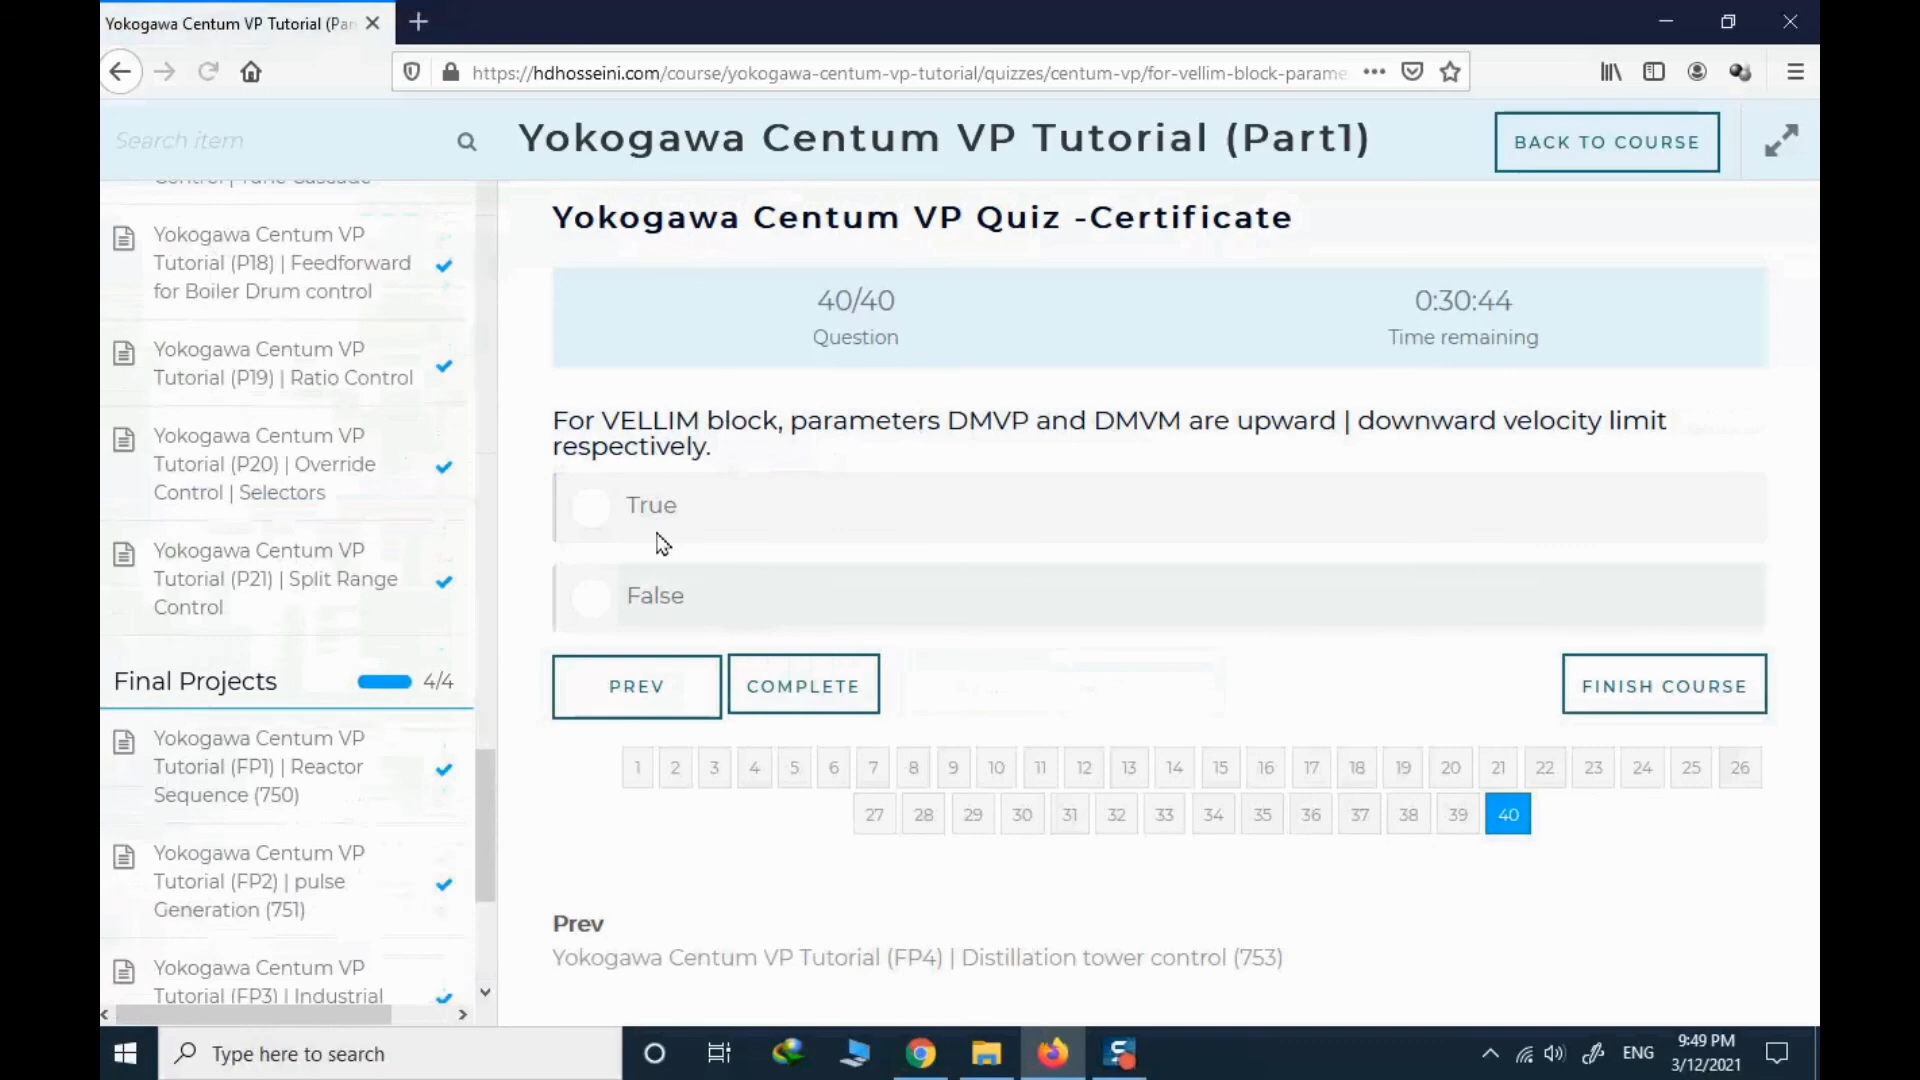 Yokogawa Centum VP Tutorial (Par
https://hdhosseini.com/course/yokogawa-centum-vp-tutorial/quizzes/centum-vp/for-vellim-block-parame
Search item
Yokogawa Centum VP Tutorial (Part1)
BACK TO COURSE
Control | Tune Cascade
Yokogawa Centum VP
Tutorial (P18) | Feedforward
for Boiler Drum control
Yokogawa Centum VP
Tutorial (P19) | Ratio Control
Yokogawa Centum VP
Tutorial (P20) | Override
Control | Selectors
Yokogawa Centum VP
Tutorial (P21) | Split Range
Control
Final Projects 4/4
Yokogawa Centum VP
Tutorial (FP1) | Reactor
Sequence (750)
Yokogawa Centum VP
Tutorial (FP2) | pulse
Generation (751)
Yokogawa Centum VP
Tutorial (FP3) | Industrial
Yokogawa Centum VP Quiz -Certificate
40/40
Question
0:30:44
Time remaining
For VELLIM block, parameters DMVP and DMVM are upward | downward velocity limit
respectively.
True
False
PREV
COMPLETE
FINISH COURSE
1 2 3 4 5 6 7 8 9 10 11 12 13 14 15 16 17 18 19 20 21 22 23 24 25 26
27 28 29 30 31 32 33 34 35 36 37 38 39 40
Prev
Yokogawa Centum VP Tutorial (FP4) | Distillation tower control (753)
Type here to search
ENG
9:49 PM
3/12/2021